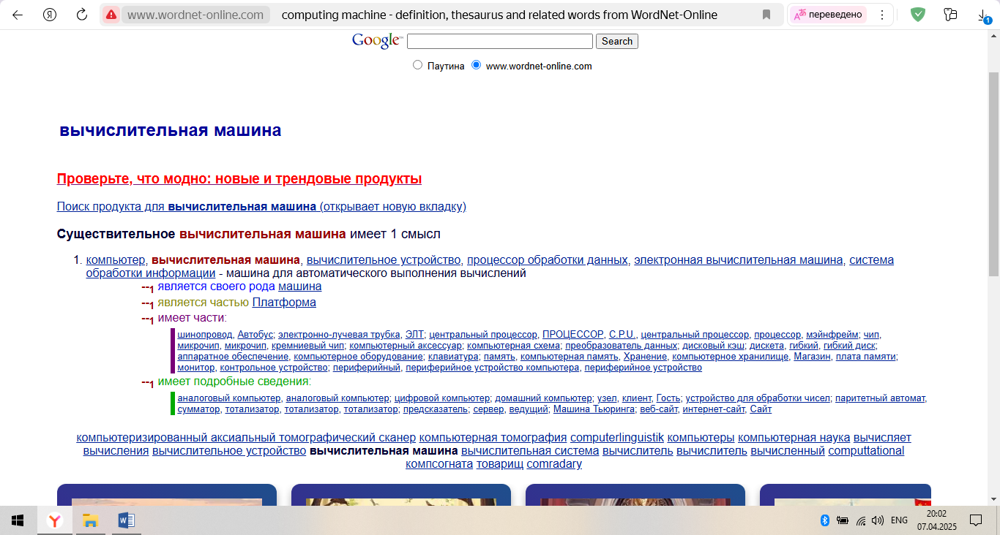 www.wordnet-online.com computing machine - definition, thesaurus and related words from WordNet-Online переведено 1
Google™ Search
Паутина www.wordnet-online.com
вычислительная машина
Проверьте, что модно: новые и трендовые продукты
Поиск продукта для вычислительная машина (открывает новую вкладку)
Существительное вычислительная машина имеет 1 смысл
1. компьютер, вычислительная машина, вычислительное устройство, процессор обработки данных, электронная вычислительная машина, система
обработки информации - машина для автоматического выполнения вычислений
--1 является своего рода машина
--1 является частью Платформа
--1 имеет части:
шинопровод, Автобус; электронно-лучевая трубка, ЭЛТ; центральный процессор, ПРОЦЕССОР, C.P.U., центральный процессор, процессор, мэйнфрейм; чип,
микрочип, микрочип, кремниевый чип; компьютерный аксессуар; компьютерная схема; преобразователь данных; дисковый кэш; дискета, гибкий, гибкий диск;
аппаратное обеспечение, компьютерное оборудование; клавиатура; память, компьютерная память, Хранение, компьютерное хранилище, Магазин, плата памяти;
монитор, контрольное устройство; периферийный, периферийное устройство компьютера, периферийное устройство
--1 имеет подробные сведения:
аналоговый компьютер, аналоговый компьютер; цифровой компьютер; домашний компьютер; узел, клиент, Гость; устройство для обработки чисел; паритетный автомат,
сумматор, тотализатор, тотализатор, тотализатор; предсказатель; сервер, ведущий; Машина Тьюринга; веб-сайт, интернет-сайт, Сайт
компьютеризированный аксиальный томографический сканер компьютерная томография computerlinguistik компьютеры компьютерная наука вычисляет
вычисления вычислительное устройство вычислительная машина вычислительная система вычислитель вычислитель вычисленный computtational
компсогната товарищ comradary
ENG 20:02
07.04.2025